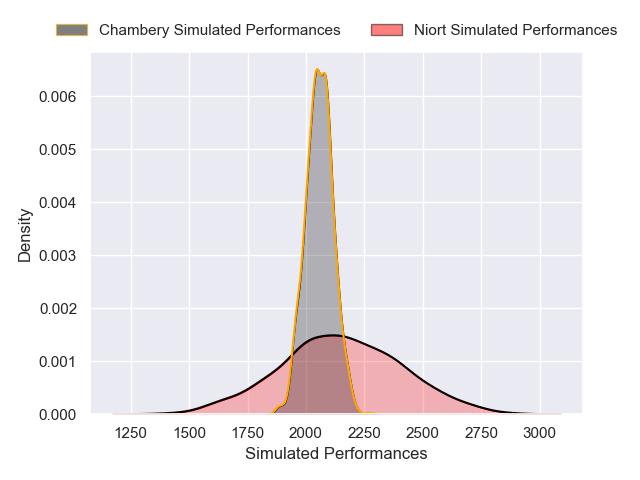 Chambery Simulated Performances Niort Simulated Performances
0.006
0.005
0.004
0.003
0.002
0.001
0.000
Density
1250 1500 1750 2000 2250 2500 2750 3000
Simulated Performances